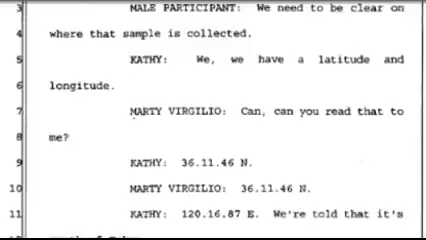 3 MALE PARTICIPANT: We need to be clear on
4 where that sample is collected.
5 KATHY: We, we have a latitude and
6 longitude.
7 MARTY VIRGILIO: Can, can you read that to
8 me?
9 KATHY: 36.11.46 N.
10 MARTY VIRGILIO: 36.11.46 N.
11 KATHY: 120.16.87 E. We're told that it's